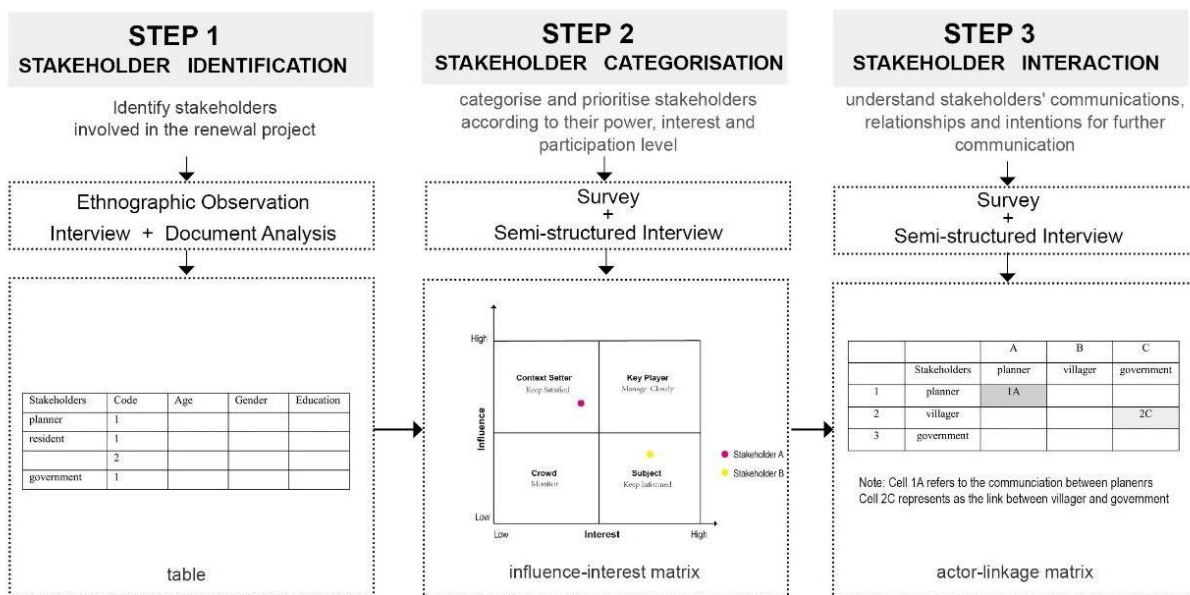 STEP 1
STAKEHOLDER IDENTIFICATION
Identify stakeholders
involved in the renewal project
Ethnographic Observation
Interview + Document Analysis
Stakeholders Code Age Gender Education
planner 1
resident 1
2
government 1
table
STEP 2
STAKEHOLDER CATEGORISATION
categorise and prioritise stakeholders
according to their power, interest and
participation level
Survey
+
Semi-structured Interview
High
Influence
Low
Context Setter
Keep Satisfied
Key Player
Manage Closely
Crowd
Monitor
Subject
Keep Informed
Low Interest High
Stakeholder A
Stakeholder B
influence-interest matrix
STEP 3
STAKEHOLDER INTERACTION
understand stakeholders' communications,
relationships and intentions for further
communication
Survey
+
Semi-structured Interview
A B C
Stakeholders planner villager government
1 planner 1A
2 villager 2C
3 government
Note: Cell 1A refers to the communciation between planenrs
Cell 2C represents as the link between villager and government
actor-linkage matrix